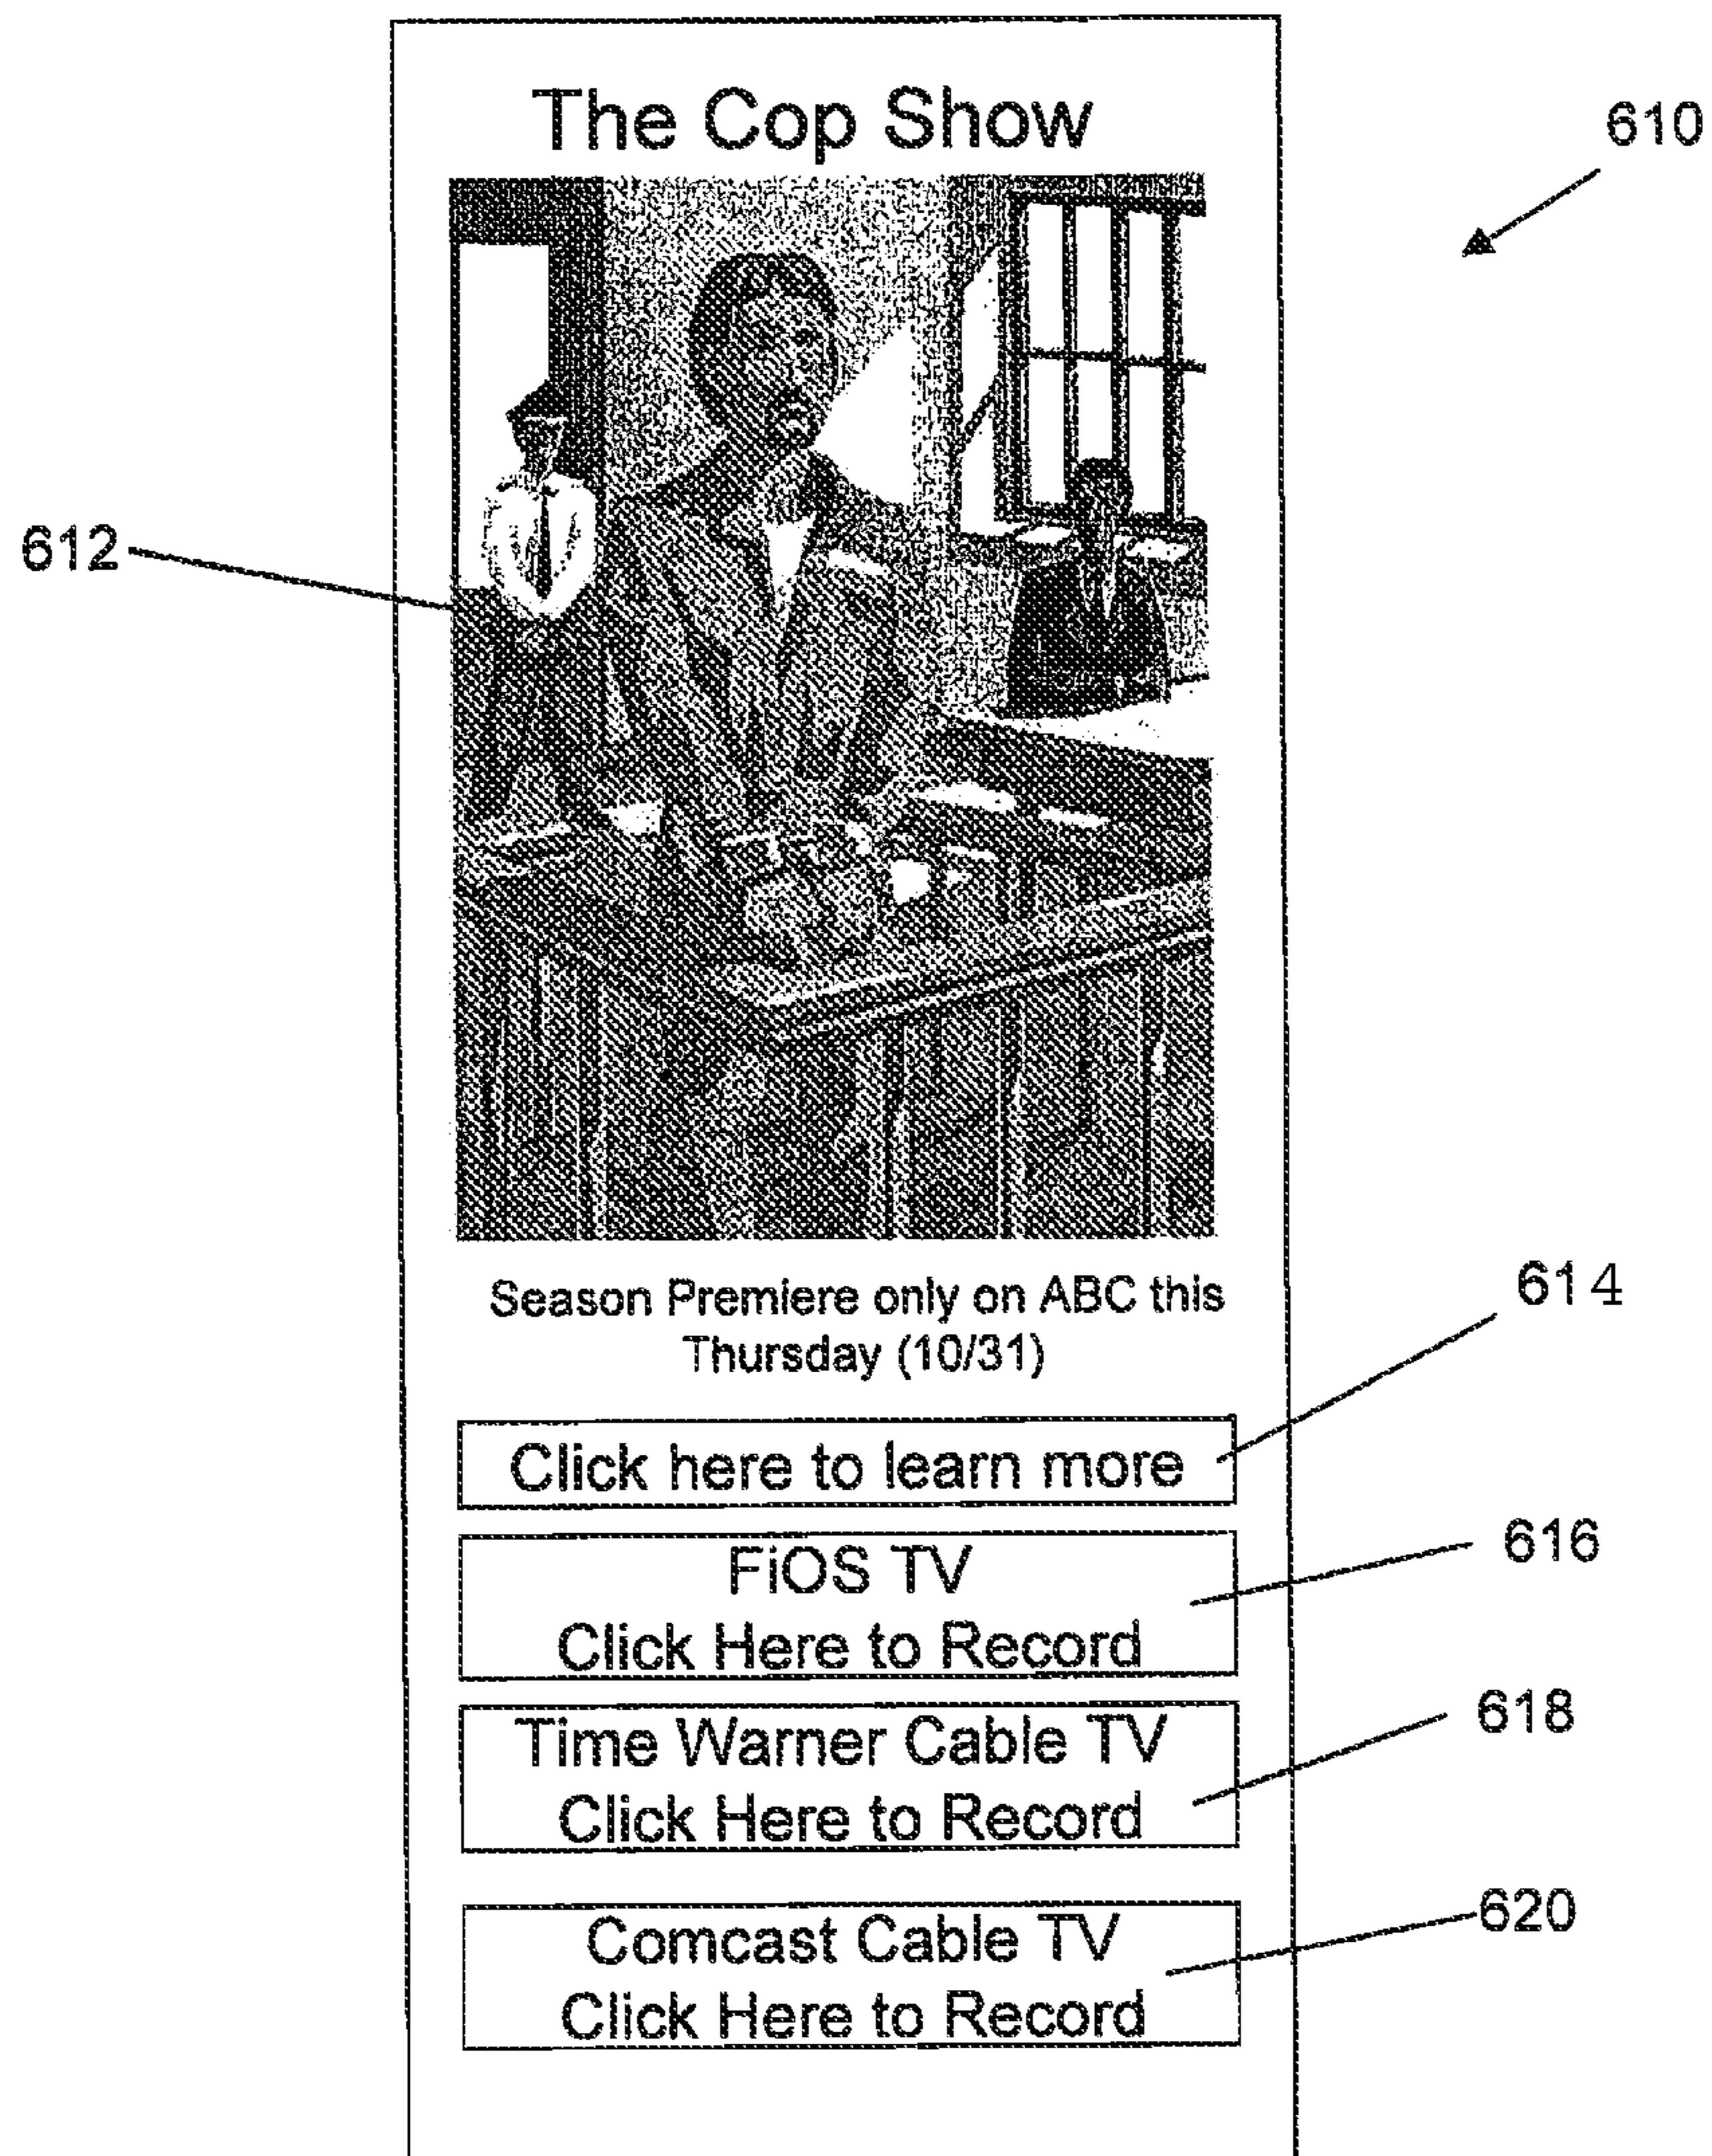 The Cop Show
610
612
Season Premiere only on ABC this
Thursday (10/31)
614
Click here to learn more
616
FiOS TV
Click Here to Record
618
Time Warner Cable TV
Click Here to Record
620
Comcast Cable TV
Click Here to Record